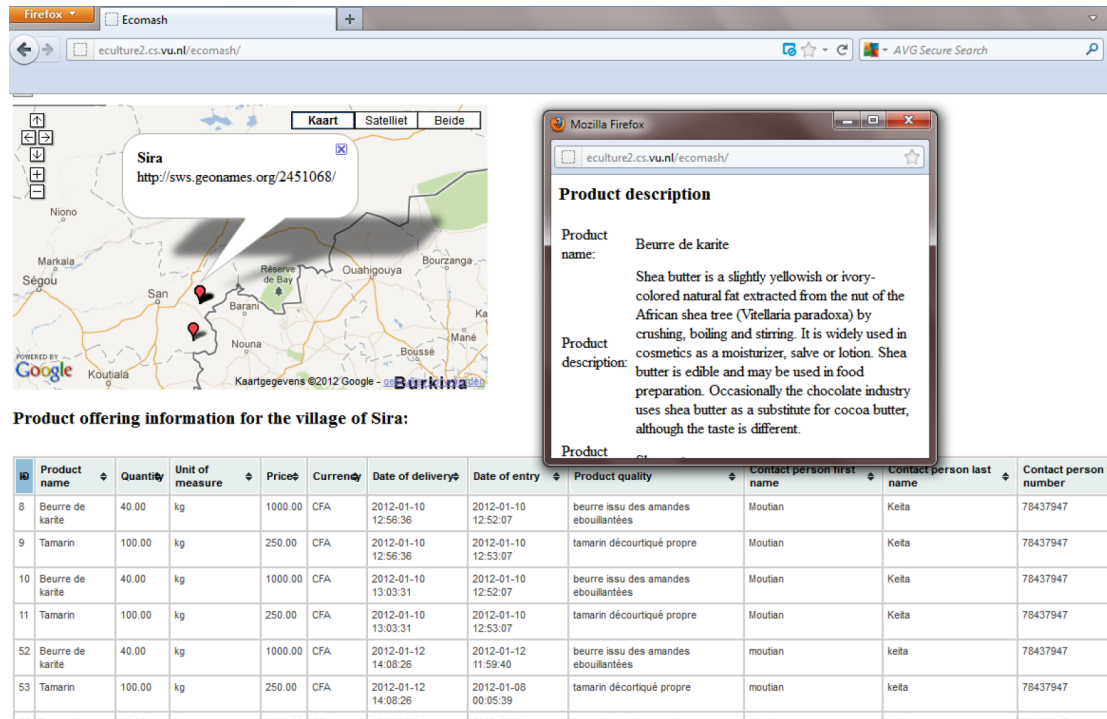 Firefox
Ecomash
+
eculture2.cs.vu.nl/ecomash/
AVG Secure Search
Kaart Satelliet Beide
Sira
http://sws.geonames.org/2451068/
Niono
Markala
Ségou
San
Réserve de Bay
Ouahigouya
Bourzanga
Barani
Ka
Nouna
Mané
Boussé
Koutiala
POWERED BY
Google
Kaartgegevens ©2012 Google -
Burkina
Mozilla Firefox
eculture2.cs.vu.nl/ecomash/
Product description
Product name: Beurre de karite
Product description: Shea butter is a slightly yellowish or ivory-
colored natural fat extracted from the nut of the
African shea tree (Vitellaria paradoxa) by
crushing, boiling and stirring. It is widely used in
cosmetics as a moisturizer, salve or lotion. Shea
butter is edible and may be used in food
preparation. Occasionally the chocolate industry
uses shea butter as a substitute for cocoa butter,
although the taste is different.
Product
Product offering information for the village of Sira:
ID Product name Quantity Unit of measure Price Currency Date of delivery Date of entry Product quality Contact person first name Contact person last name Contact person number
8 Beurre de karite 40.00 kg 1000.00 CFA 2012-01-10 12:56:36 2012-01-10 12:52:07 beurre issu des amandes ebouillantées Moutian Keita 78437947
9 Tamarin 100.00 kg 250.00 CFA 2012-01-10 12:56:36 2012-01-10 12:53:07 tamarin décourtiqué propre Moutian Keita 78437947
10 Beurre de karite 40.00 kg 1000.00 CFA 2012-01-10 13:03:31 2012-01-10 12:52:07 beurre issu des amandes ebouillantées Moutian Keita 78437947
11 Tamarin 100.00 kg 250.00 CFA 2012-01-10 13:03:31 2012-01-10 12:53:07 tamarin décourtiqué propre Moutian Keita 78437947
52 Beurre de karite 40.00 kg 1000.00 CFA 2012-01-12 14:08:26 2012-01-12 11:59:40 beurre issu des amandes ebouillantées moutian keita 78437947
53 Tamarin 100.00 kg 250.00 CFA 2012-01-12 14:08:26 2012-01-08 00:05:39 tamarin décortiqué propre moutian keita 78437947